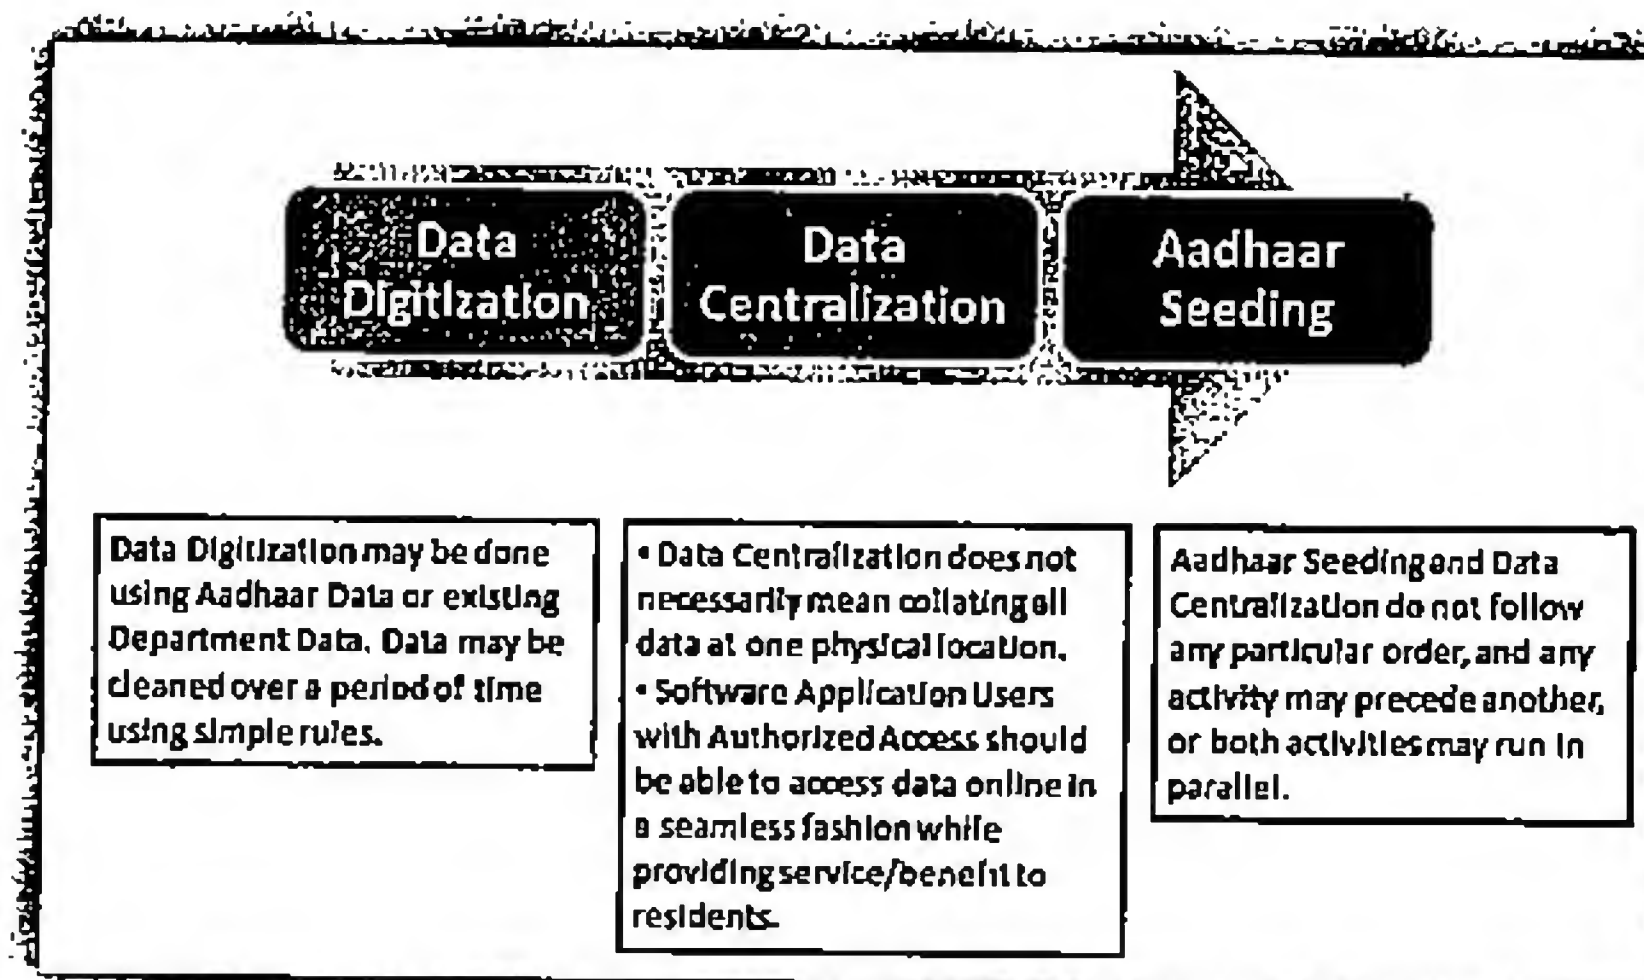 Data
Digitization
Data
Centralization
Aadhaar
Seeding
Data Digitization may be done
using Aadhaar Data or existing
Department Data. Data may be
cleaned over a period of time
using simple rules.
• Data Centralization does not
necessarily mean collating all
data at one physical location.
• Software Application Users
with Authorized Access should
be able to access data online in
a seamless fashion while
providing service/benefit to
residents.
Aadhaar Seeding and Data
Centralization do not follow
any particular order, and any
activity may precede another,
or both activities may run in
parallel.